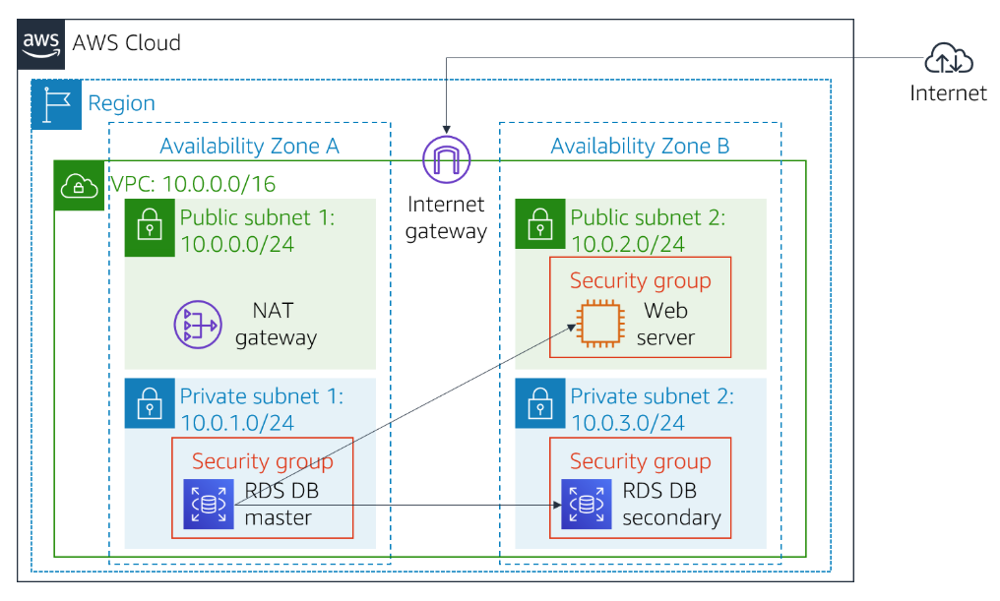 aws
AWS Cloud
Internet
Region
Availability Zone A
Availability Zone B
VPC: 10.0.0.0/16
Internet
gateway
Public subnet 1:
10.0.0.0/24
NAT
gateway
Public subnet 2:
10.0.2.0/24
Security group
Web
server
Private subnet 1:
10.0.1.0/24
Security group
RDS DB
master
Private subnet 2:
10.0.3.0/24
Security group
RDS DB
secondary